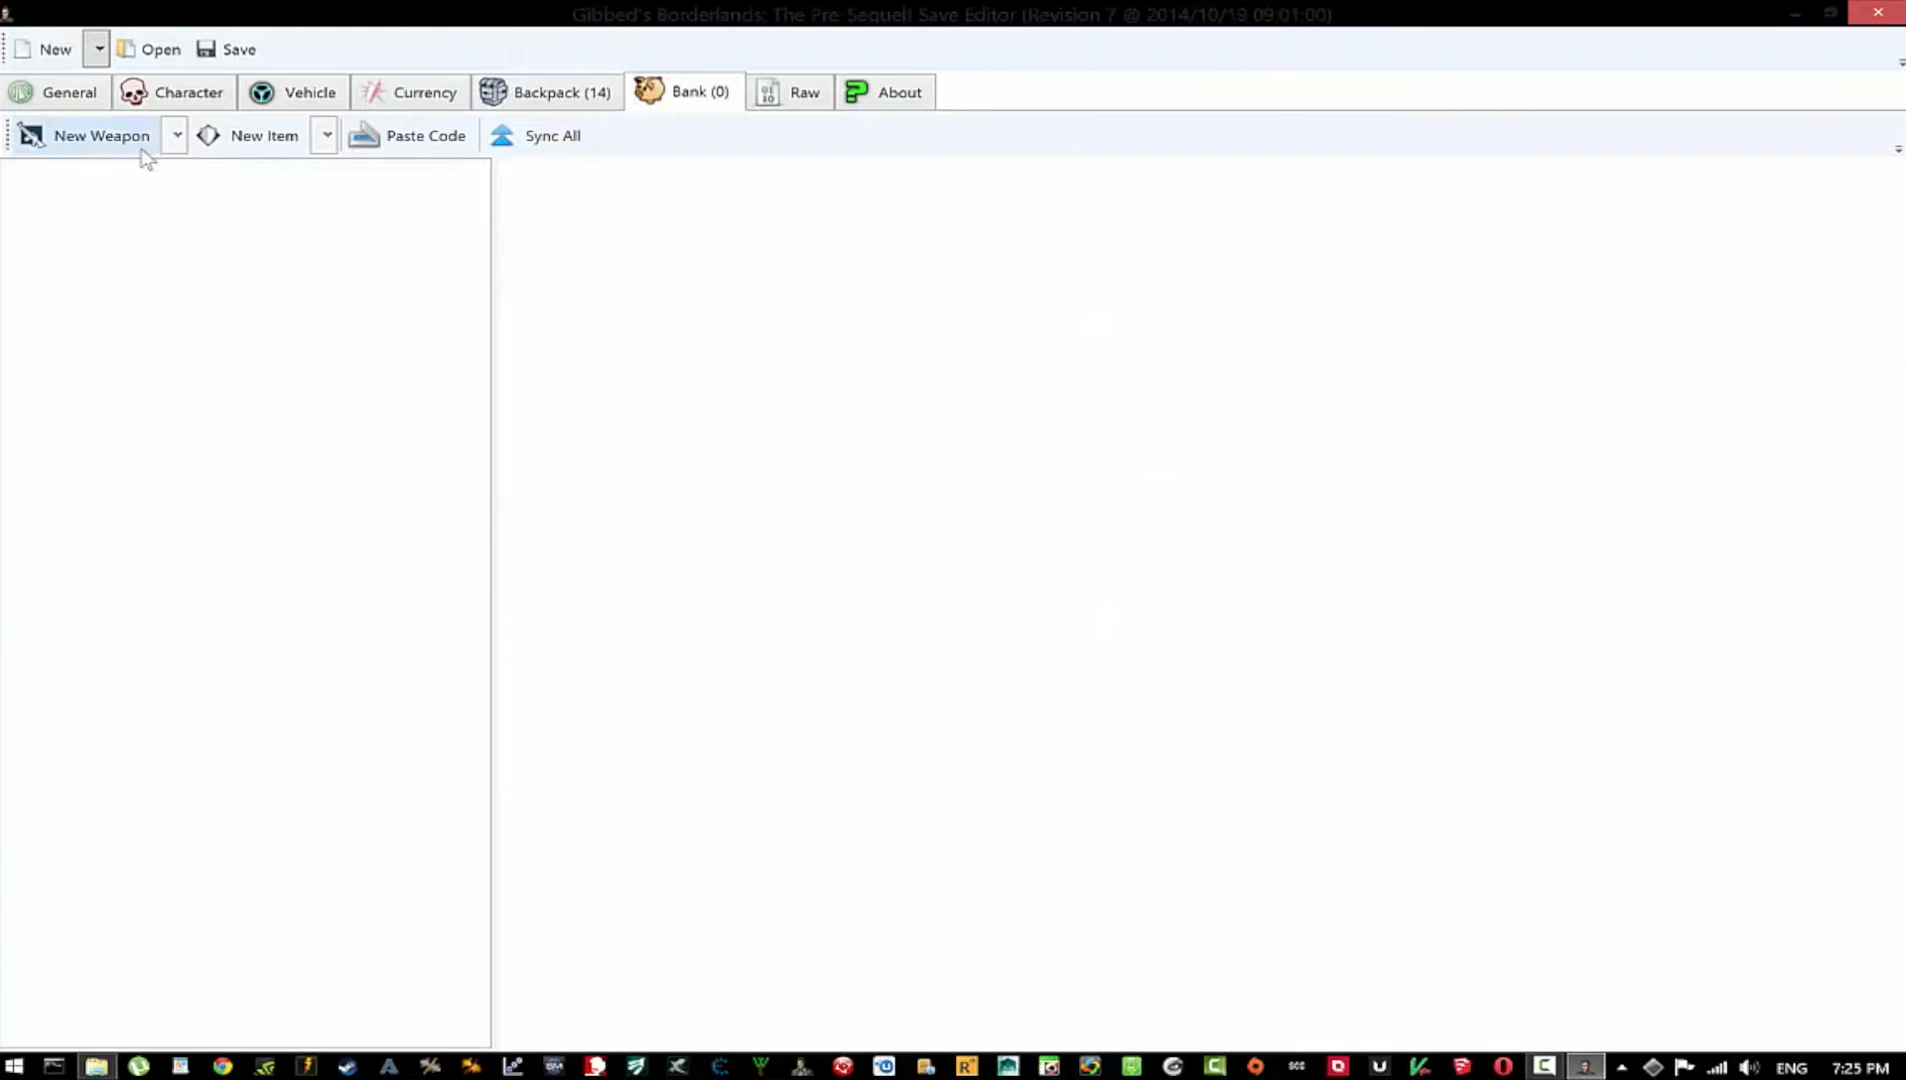 Gibbed's Borderlands: The Pre-Sequel! Save Editor (Revision 7 @ 2014/10/19 09:01:00)
New Open Save
General Character Vehicle Currency Backpack (14) Bank (0) Raw About
New Weapon New Item Paste Code Sync All
ENG 7:25 PM